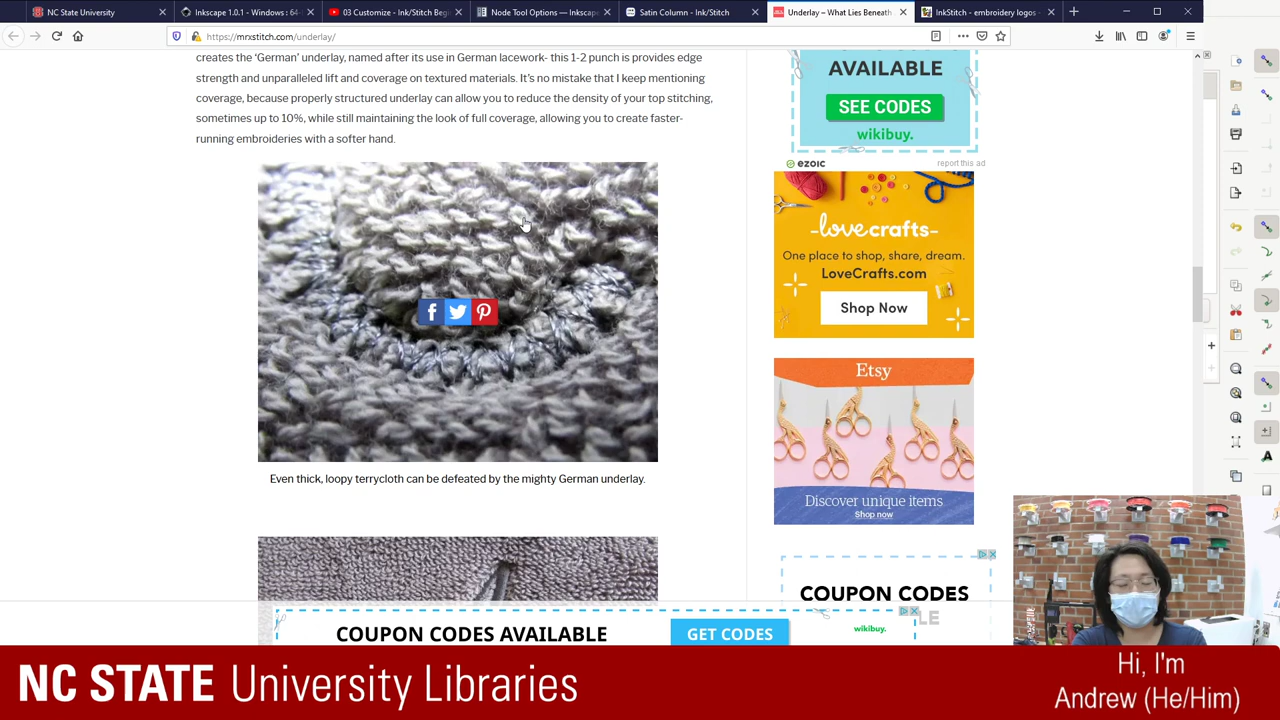 NC State University
Inkscape 1.0.1 - Windows : 64-
03 Customize - Ink/Stitch Beg
Node Tool Options — Inkscape
Satin Column - Ink/Stitch
Underlay – What Lies Beneath
InkStitch - embroidery logos -
https://mrxstitch.com/underlay/
creates the ‘German’ underlay, named after its use in German lacework- this 1-2 punch is provides edge
strength and unparalleled lift and coverage on textured materials. It’s no mistake that I keep mentioning
coverage, because properly structured underlay can allow you to reduce the density of your top stitching,
sometimes up to 10%, while still maintaining the look of full coverage, allowing you to create faster-
running embroideries with a softer hand.
Even thick, loopy terrycloth can be defeated by the mighty German underlay.
AVAILABLE
SEE CODES
wikibuy.
ezoic
report this ad
-lovecrafts-
One place to shop, share, dream.
LoveCrafts.com
Shop Now
Etsy
Discover unique items
Shop now
COUPON CODES
COUPON CODES AVAILABLE
GET CODES
wikibuy.
NC STATE University Libraries
Hi, I'm
Andrew (He/Him)